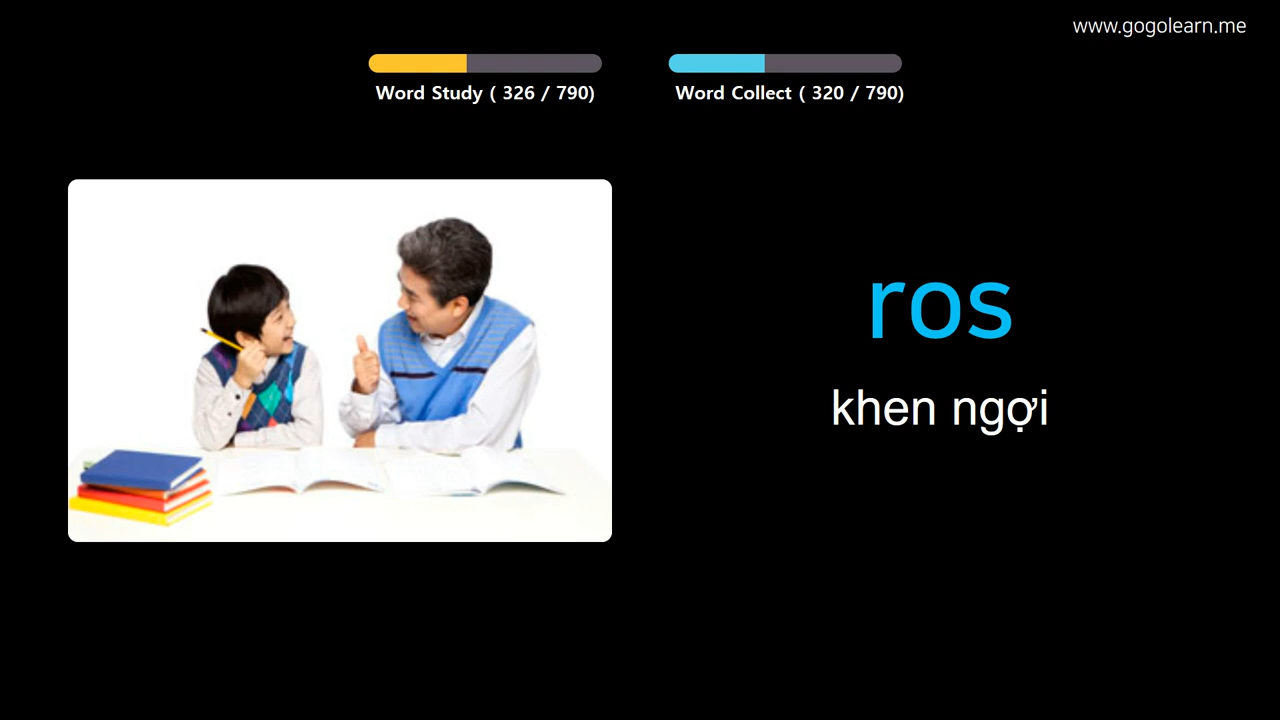 www.gogolearn.me
Word Study ( 326 / 790)
Word Collect ( 320 / 790)
ros
khen ngợi